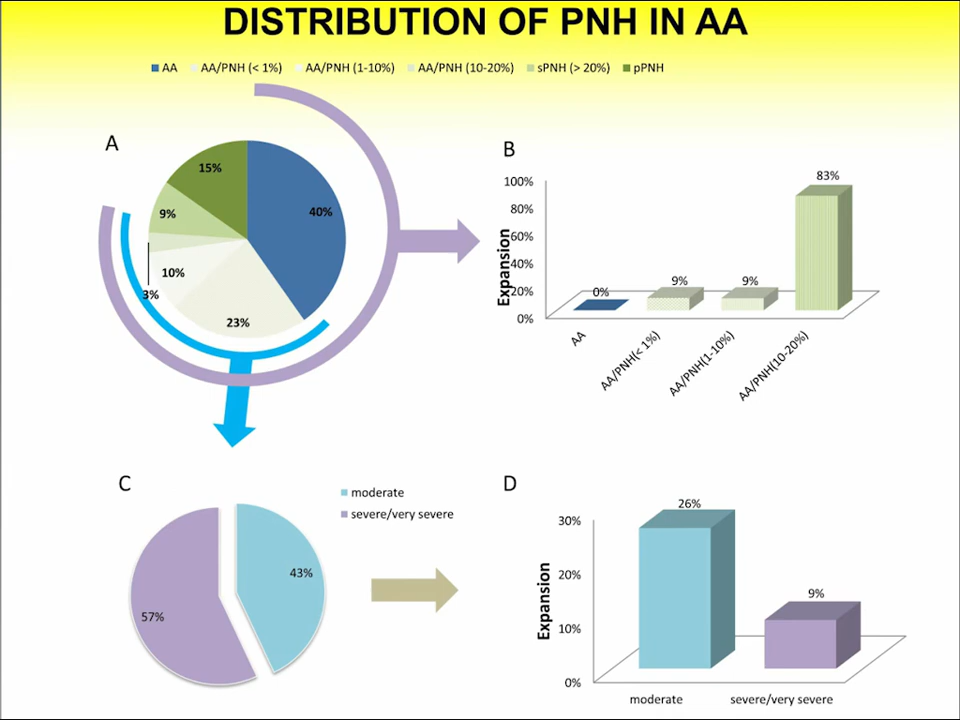 DISTRIBUTION OF PNH IN AA
AA AA/PNH (< 1%) AA/PNH (1-10%) AA/PNH (10-20%) sPNH (> 20%) pPNH
A
15%
40%
9%
10%
3%
23%
B
Expansion
100%
80%
60%
40%
20%
0%
0%
9%
9%
83%
AA
AA/PNH(< 1%)
AA/PNH(1-10%)
AA/PNH(10-20%)
C
moderate
severe/very severe
43%
57%
D
Expansion
30%
20%
10%
0%
26%
9%
moderate
severe/very severe